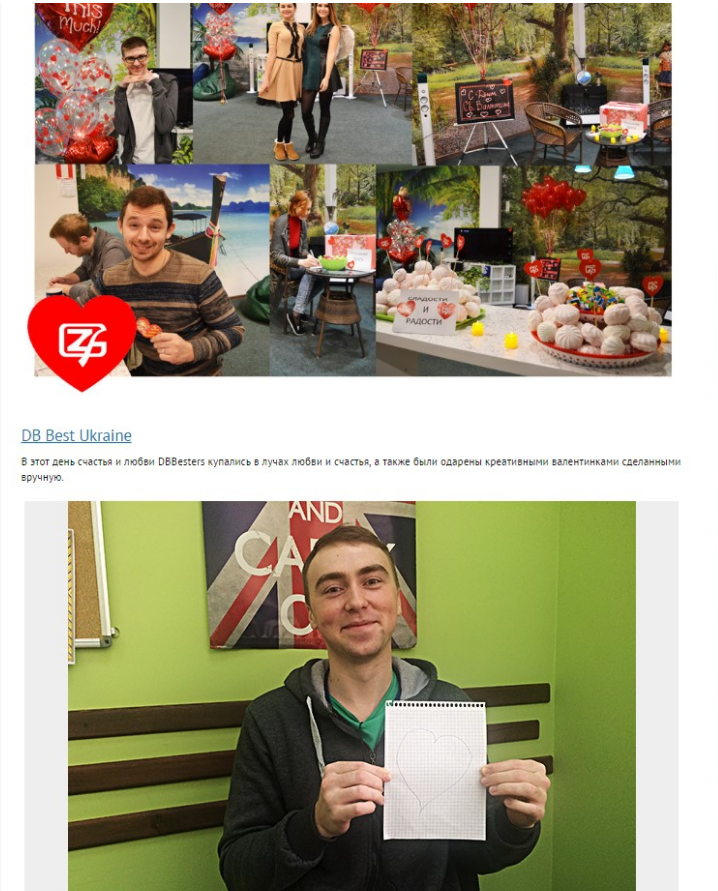 THIS
Much!
С Днем
Св. Валентина
СЛАДОСТИ
И
РАДОСТИ
DB Best Ukraine
В этот день счастья и любви DBBesters купались в лучах любви и счастья, а также были одарены креативными валентинками сделанными
вручную.
AND
CA